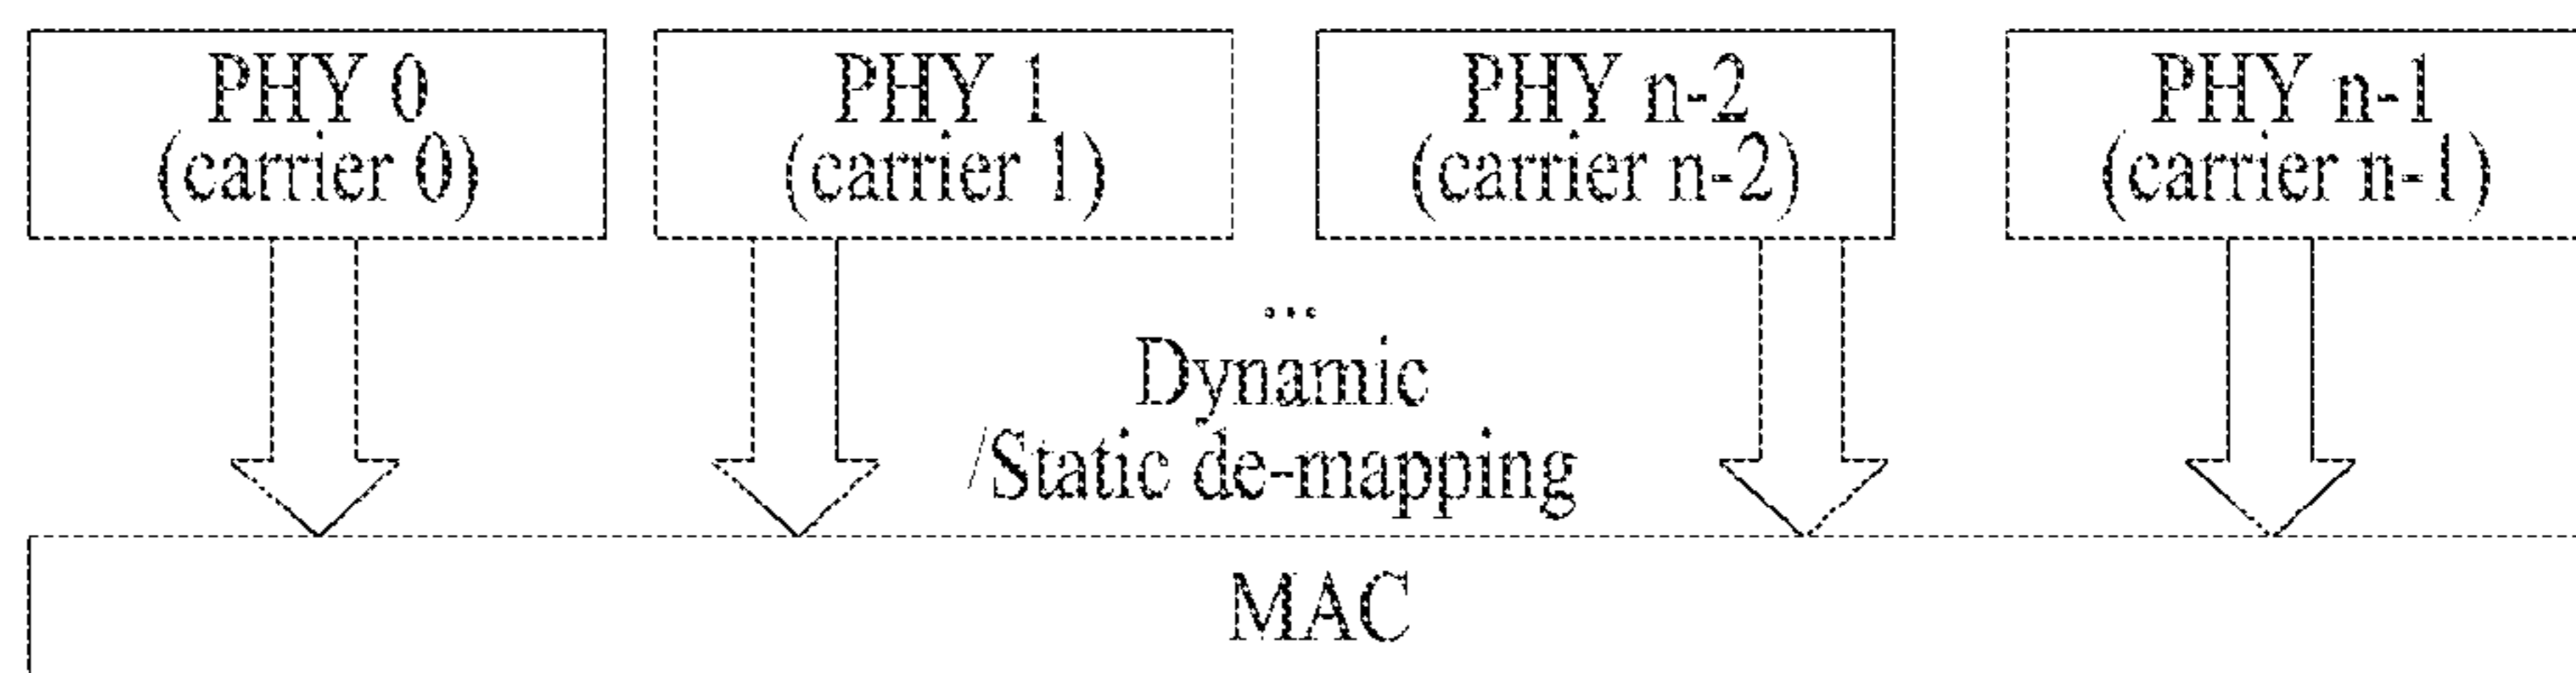 PHY 0
(carrier 0)
PHY 1
(carrier 1)
PHY n-2
(carrier n-2)
PHY n-1
(carrier n-1)
...
Dynamic
/Static de-mapping
MAC